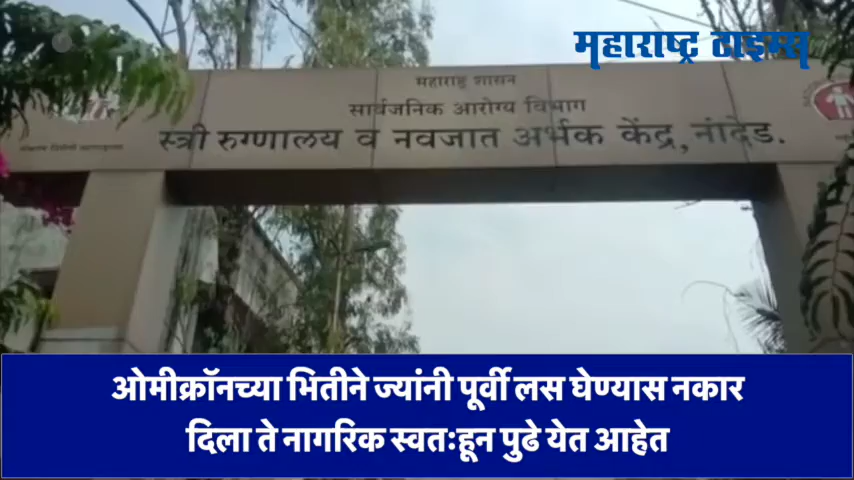 महाराष्ट्र टाइम्स
महाराष्ट्र शासन
सार्वजनिक आरोग्य विभाग
स्त्री रुग्णालय व नवजात अर्भक केंद्र, नांदेड.
ओमीक्रॉनच्या भितीने ज्यांनी पूर्वी लस घेण्यास नकार
दिला ते नागरिक स्वतःहून पुढे येत आहेत